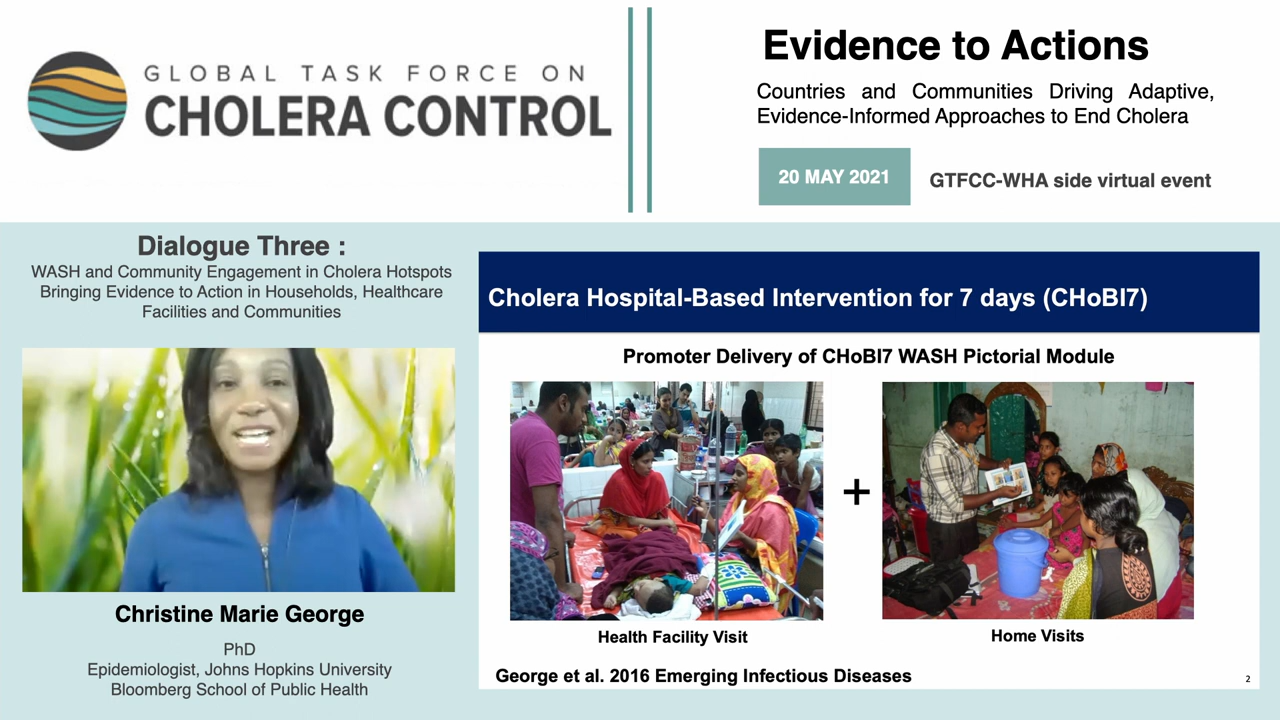 GLOBAL TASK FORCE ON
CHOLERA CONTROL
Evidence to Actions
Countries and Communities Driving Adaptive,
Evidence-Informed Approaches to End Cholera
20 MAY 2021
GTFCC-WHA side virtual event
Dialogue Three :
WASH and Community Engagement in Cholera Hotspots
Bringing Evidence to Action in Households, Healthcare
Facilities and Communities
Christine Marie George
PhD
Epidemiologist, Johns Hopkins University
Bloomberg School of Public Health
Cholera Hospital-Based Intervention for 7 days (CHoBI7)
Promoter Delivery of CHoBI7 WASH Pictorial Module
+
Health Facility Visit
Home Visits
George et al. 2016 Emerging Infectious Diseases
2